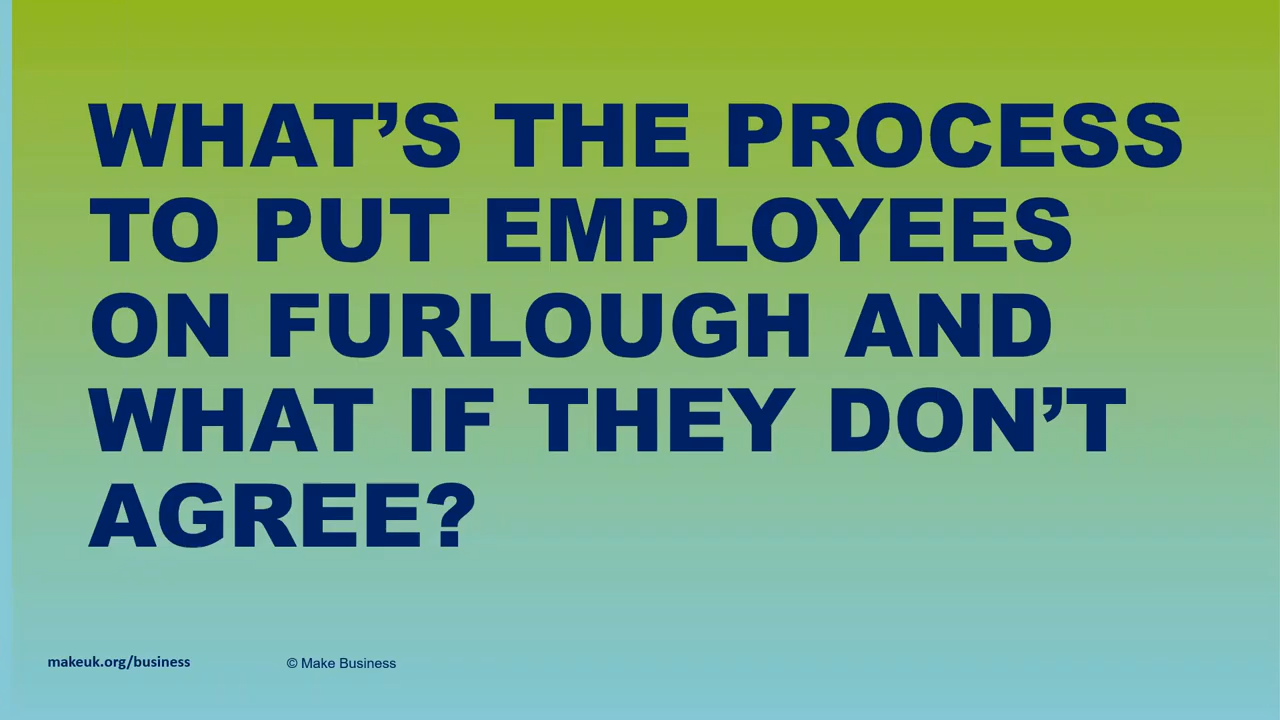 WHAT’S THE PROCESS
TO PUT EMPLOYEES
ON FURLOUGH AND
WHAT IF THEY DON’T
AGREE?
makeuk.org/business
© Make Business